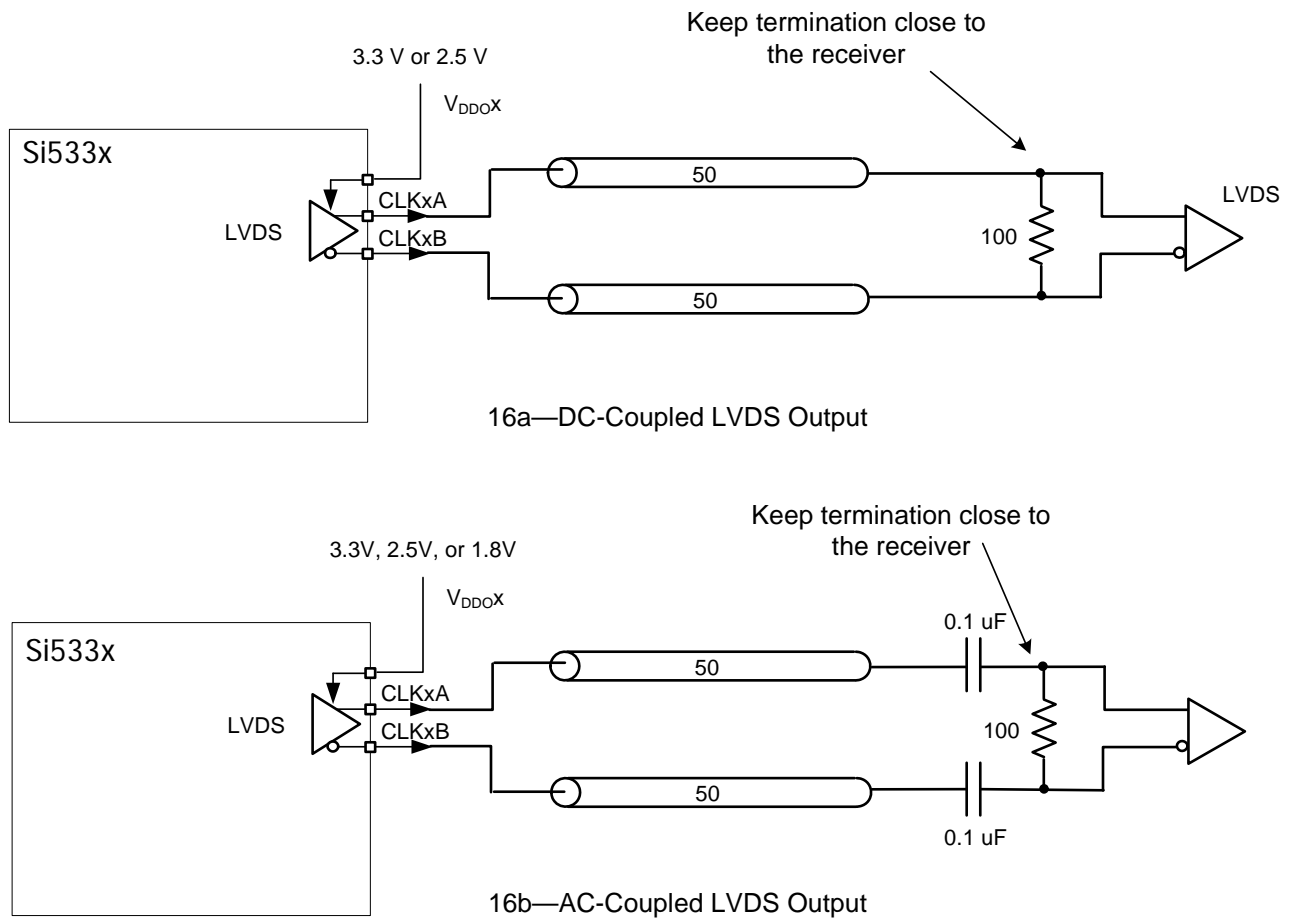 Keep termination close to
the receiver
3.3 V or 2.5 V
VDDOX
Si533x
CLKxA
LVDS
CLKxB
50
50
100
LVDS
16a—DC-Coupled LVDS Output
Keep termination close to
the receiver
3.3V, 2.5V, or 1.8V
VDDOX
Si533x
CLKxA
LVDS
CLKxB
50
50
0.1 uF
100
0.1 uF
16b—AC-Coupled LVDS Output